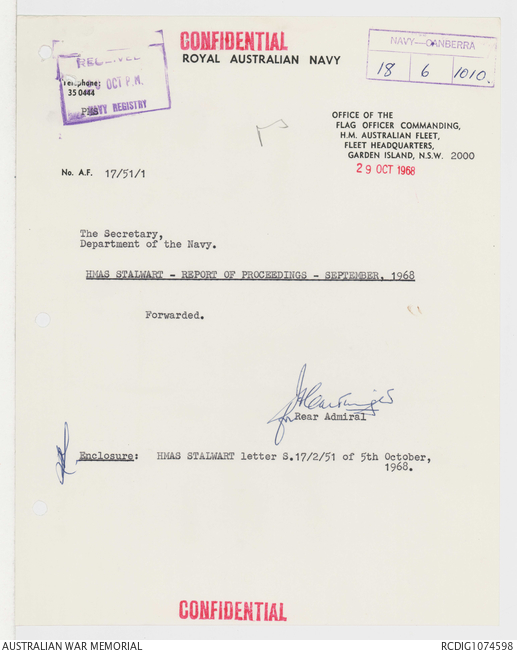 CONFIDENTIAL
ROYAL AUSTRALIAN NAVY
RECEIVED
OCT P.M.
NAVY REGISTRY
Telephone:
35 0444
NAVY-CANBERRA
18 6 1010.
OFFICE OF THE
FLAG OFFICER COMMANDING,
H.M. AUSTRALIAN FLEET,
FLEET HEADQUARTERS,
GARDEN ISLAND, N.S.W. 2000
29 OCT 1968
No. A.F. 17/51/1
The Secretary,
Department of the Navy.
HMAS STALWART - REPORT OF PROCEEDINGS - SEPTEMBER, 1968
Forwarded.
for
Rear Admiral
Enclosure: HMAS STALWART letter S.17/2/51 of 5th October,
1968.
CONFIDENTIAL
AUSTRALIAN WAR MEMORIAL
RCDIG1074598